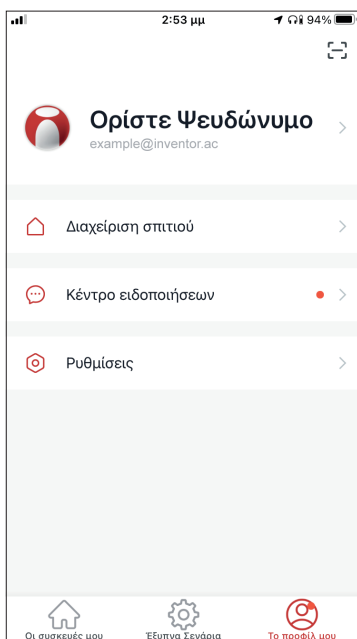 2:53 μμ
94%
Ορίστε Ψευδώνυμο
example@inventor.ac
Διαχείριση σπιτιού
Κέντρο ειδοποιήσεων
Ρυθμίσεις
Οι συσκευές μου Έξυπνα Σενάρια Το προφίλ μου